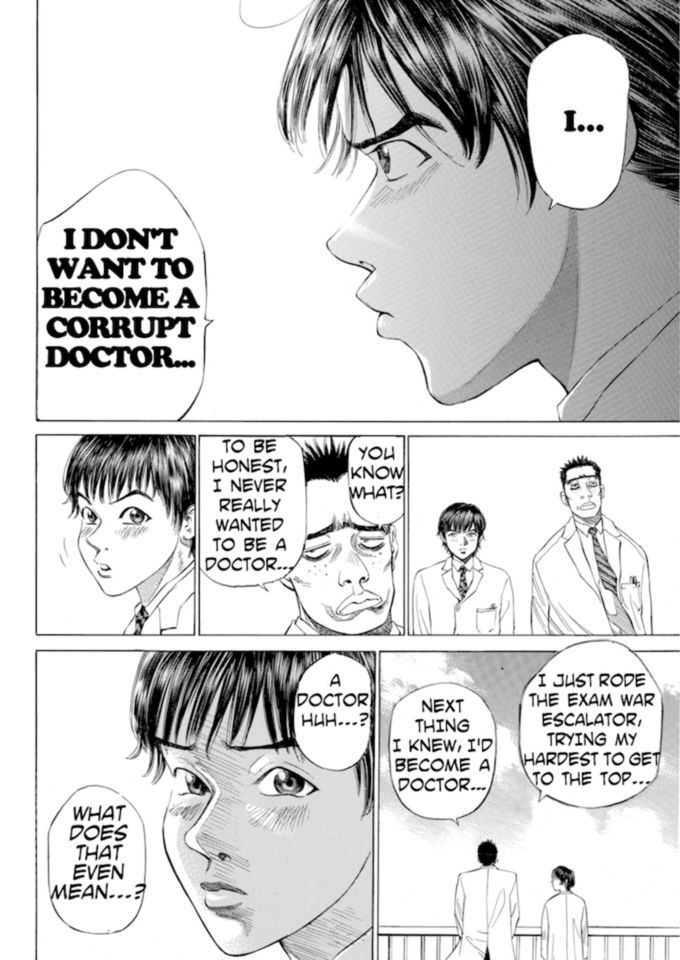 I...
I DON'T
WANT TO
BECOME A
CORRUPT
DOCTOR...
YOU
KNOW
WHAT?
TO BE
HONEST,
I NEVER
REALLY
WANTED
TO BE A
DOCTOR...
I JUST RODE
THE EXAM WAR
ESCALATOR,
TRYING MY
HARDEST TO GET
TO THE TOP...
NEXT
THING
I KNEW, I'D
BECOME A
DOCTOR...
A
DOCTOR
HUH...?
WHAT
DOES
THAT
EVEN
MEAN...?